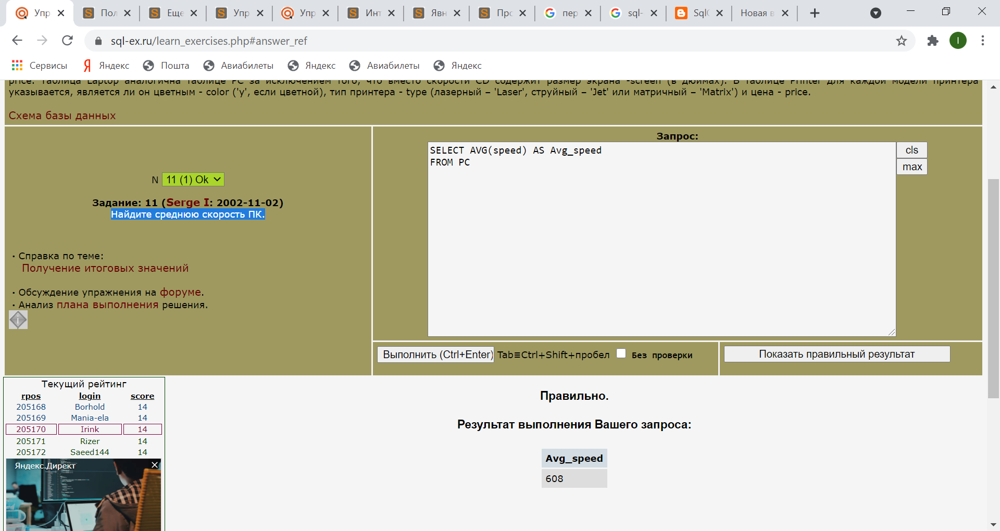 Упр
Пол
Еще
Упр
Упр
Инт
Явн
Прс
пер
sql-
Sql
Новая в
sql-ex.ru/learn_exercises.php#answer_ref
I
Сервисы
Яндекс
Пошта
Авиабилеты
Яндекс
Авиабилеты
Яндекс
price. Таблица Laptop аналогична таблице PC за исключением того, что вместо скорости CD содержит размер экрана -screen (в дюймах). В таблице Printer для каждой модели принтера
указывается, является ли он цветным - color ('y', если цветной), тип принтера - type (лазерный – 'Laser', струйный – 'Jet' или матричный – 'Matrix') и цена - price.
Схема базы данных
N 11 (1) Ok
Задание: 11 (Serge I: 2002-11-02)
Найдите среднюю скорость ПК.
· Справка по теме:
Получение итоговых значений
· Обсуждение упражнения на форуме.
· Анализ плана выполнения решения.
Запрос:
SELECT AVG(speed) AS Avg_speed
FROM PC
cls
max
Выполнить (Ctrl+Enter) Tab≡Ctrl+Shift+пробел Без проверки
Показать правильный результат
Текущий рейтинг
rpos login score
205168 Borhold 14
205169 Mania-ela 14
205170 Irink 14
205171 Rizer 14
205172 Saeed144 14
Яндекс.Директ
Правильно.
Результат выполнения Вашего запроса:
Avg_speed
608